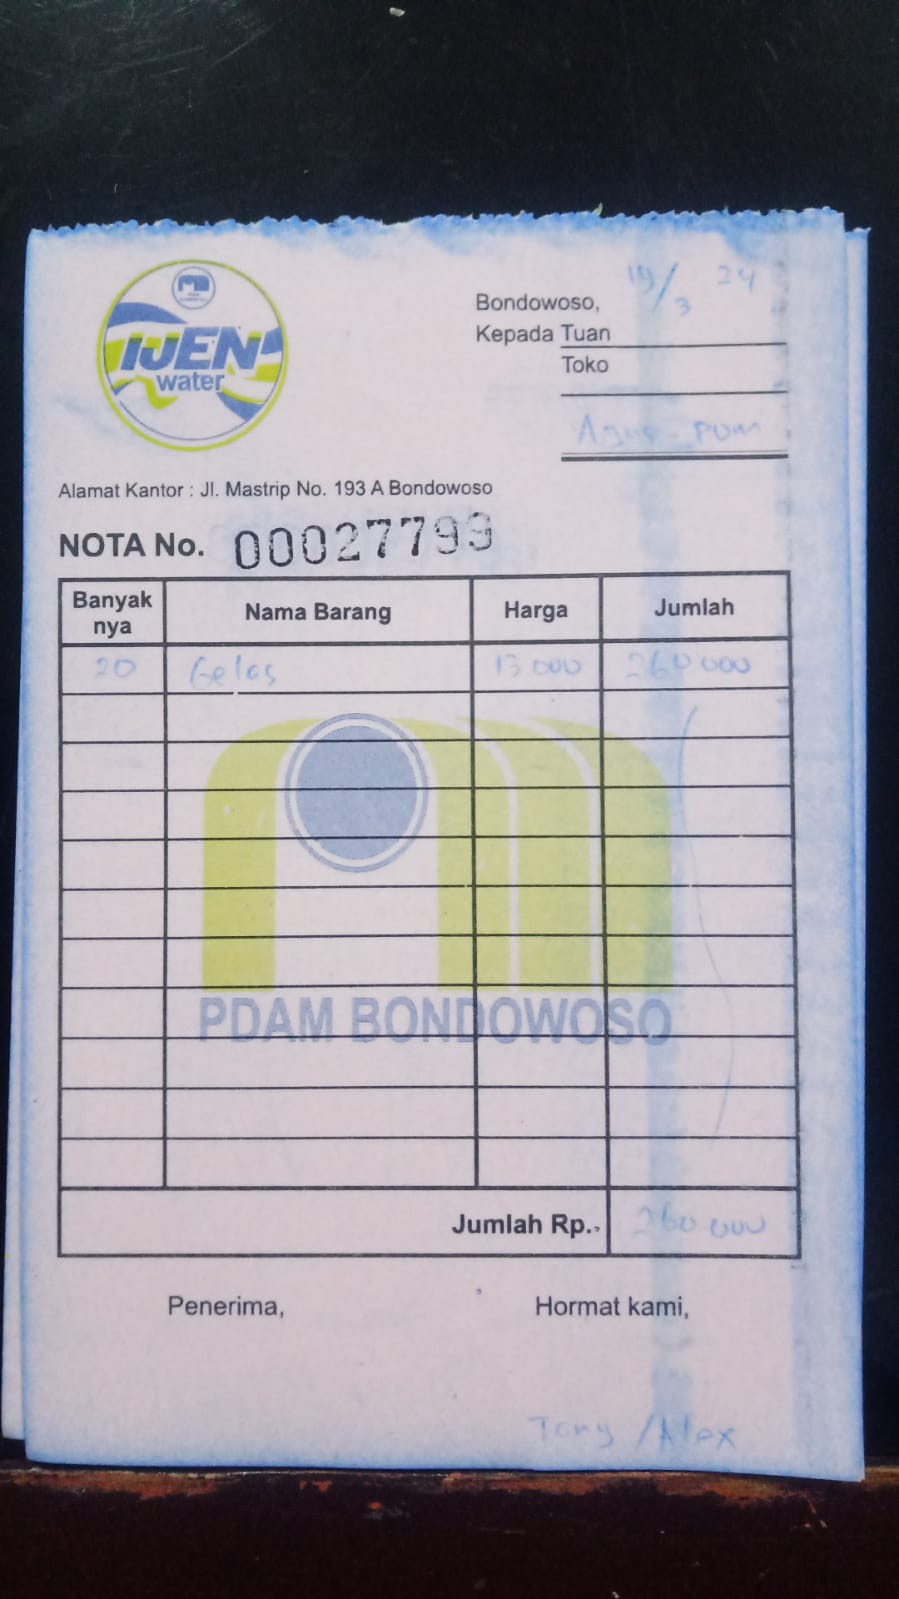 IJEN
water
Bondowoso, 19/3 24
Kepada Tuan
Toko
Agus - PDM
Alamat Kantor : Jl. Mastrip No. 193 A Bondowoso
NOTA No. 00027799
Banyak nya Nama Barang Harga Jumlah
20 Gelas 13 000 260 000
PDAM BONDOWOSO
Jumlah Rp. 260 000
Penerima, Hormat kami,
Tony / Alex